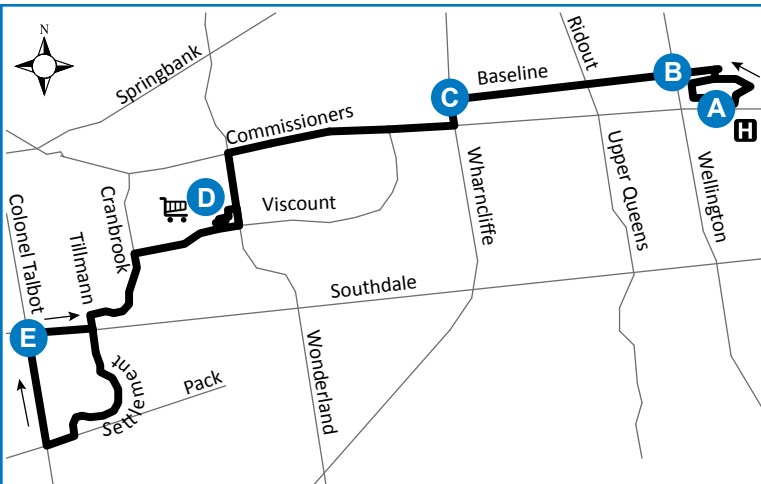 N
Springbank
Ridout
Baseline
B
C
A
H
Commissioners
Wharncliffe
Upper Queens
Wellington
D
Viscount
Colonel Talbot
Cranbrook
Tillmann
Southdale
E
Wonderland
Settlement
Pack